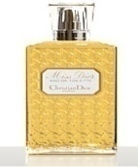 Miss Dior
EAU DE TOILETTE
Christian Dior